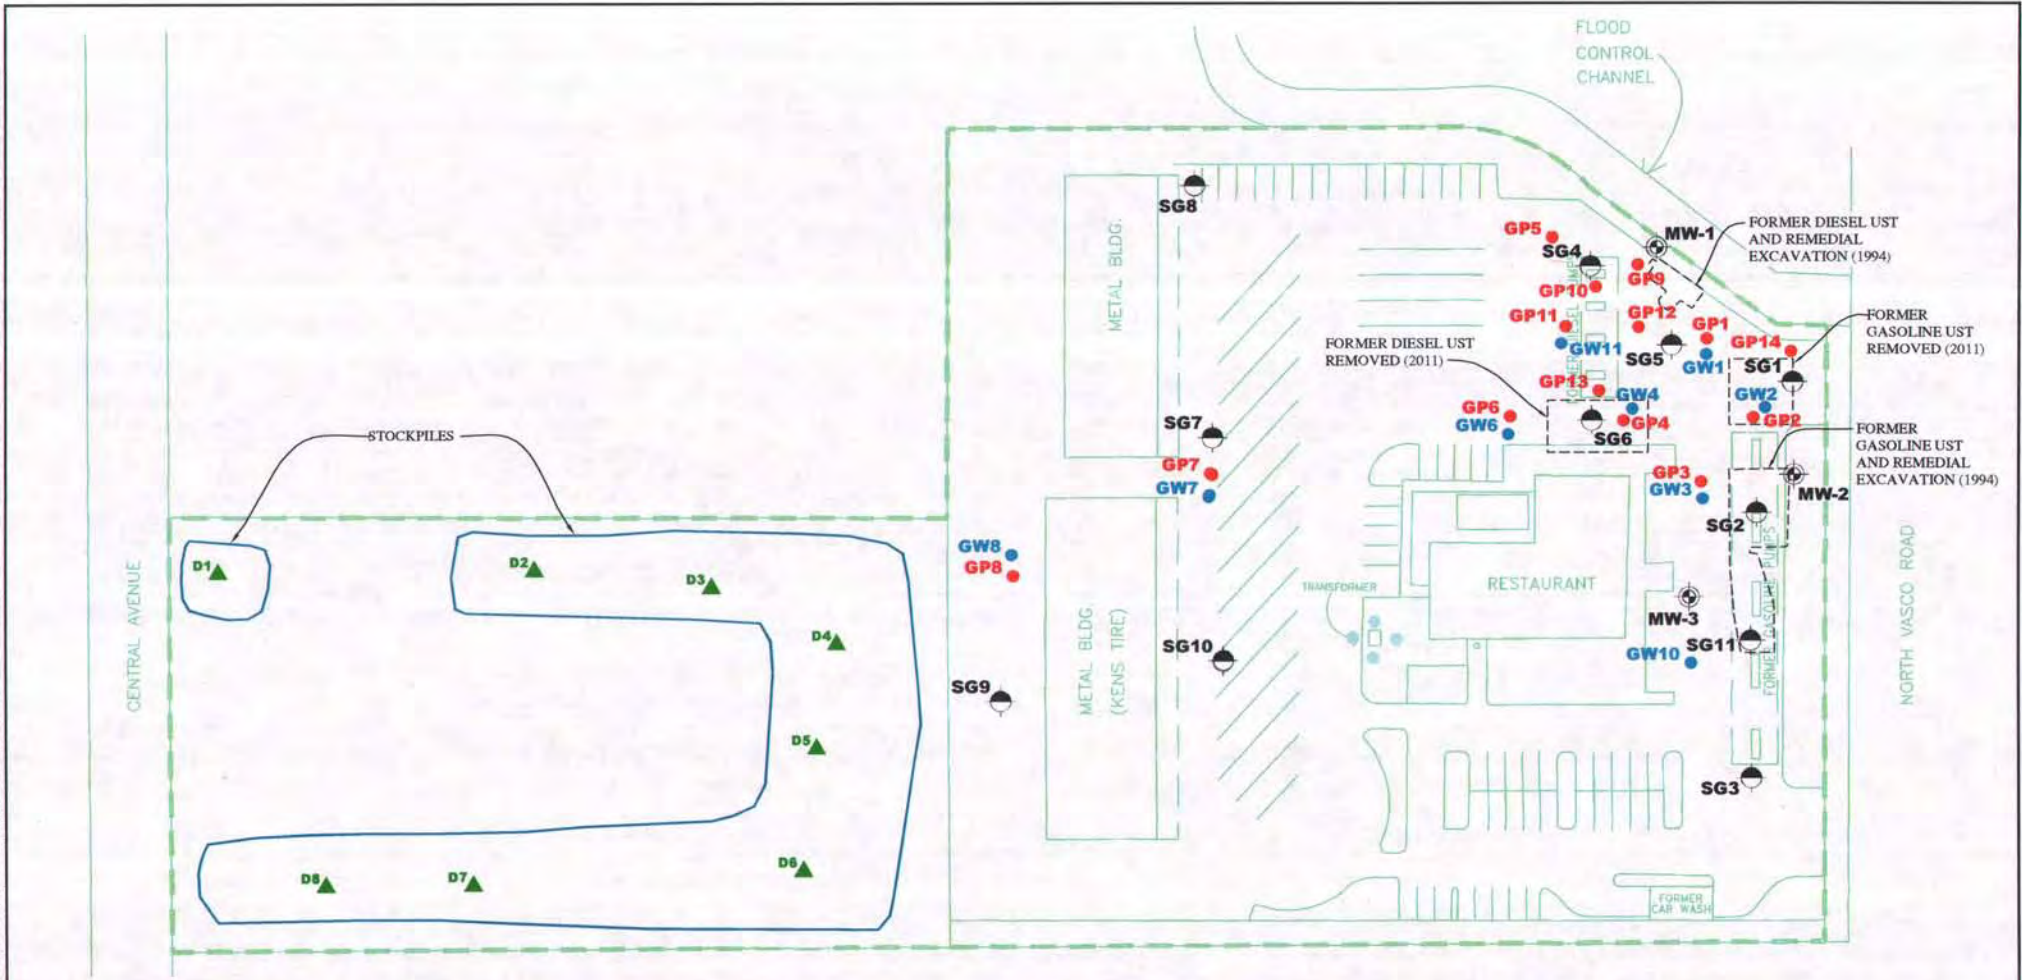 FLOOD
CONTROL
CHANNEL
SG8
METAL BLDG.
GP5
SG4
MW-1
FORMER DIESEL UST
AND REMEDIAL
EXCAVATION (1994)
GP9
GP10
GP11
GW11
GP12
SG5
GP1
GW1
GP14
FORMER
GASOLINE UST
REMOVED (2011)
SG1
FORMER DIESEL UST
REMOVED (2011)
GP13
GW4
GP4
SG6
GW2
GP2
GP6
GW6
FORMER
GASOLINE UST
AND REMEDIAL
EXCAVATION (1994)
STOCKPILES
SG7
GP7
GW7
GP3
GW3
MW-2
SG2
FORMER GASOLINE PUMPS
NORTH VASCO ROAD
CENTRAL AVENUE
D1
D2
D3
D4
D5
D6
D7
D8
GW8
GP8
SG9
METAL BLDG.
(KENS TIRE)
SG10
TRANSFORMER
RESTAURANT
MW-3
SG11
GW10
SG3
FORMER
CAR WASH